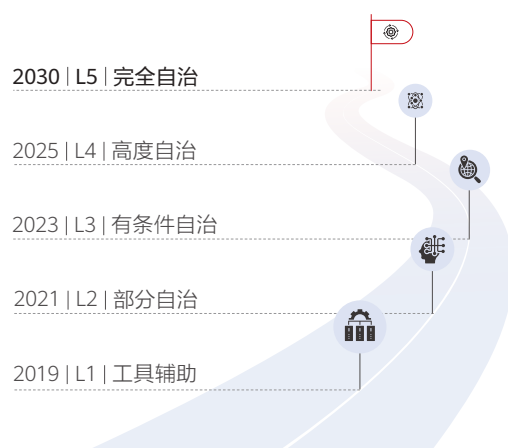 2030 | L5 | 完全自治
2025 | L4 | 高度自治
2023 | L3 | 有条件自治
2021 | L2 | 部分自治
2019 | L1 | 工具辅助